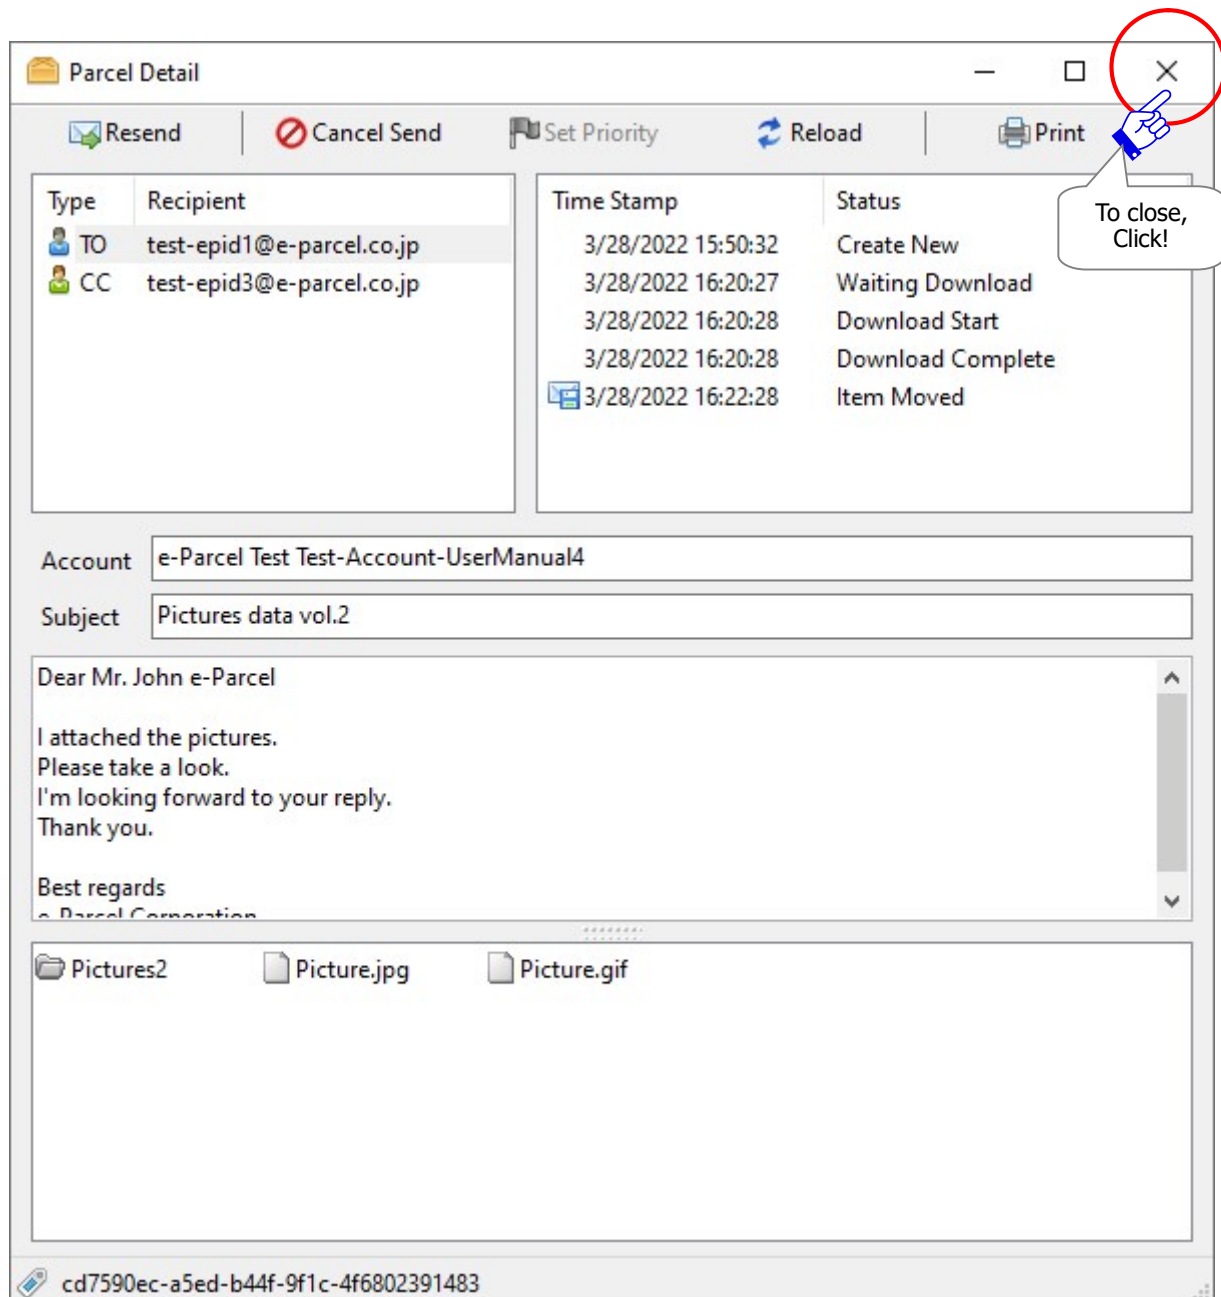 Parcel Detail
Resend Cancel Send Set Priority Reload Print
To close,
Click!
Type Recipient
TO test-epid1@e-parcel.co.jp
CC test-epid3@e-parcel.co.jp
Time Stamp Status
3/28/2022 15:50:32 Create New
3/28/2022 16:20:27 Waiting Download
3/28/2022 16:20:28 Download Start
3/28/2022 16:20:28 Download Complete
3/28/2022 16:22:28 Item Moved
Account e-Parcel Test Test-Account-UserManual4
Subject Pictures data vol.2
Dear Mr. John e-Parcel
I attached the pictures.
Please take a look.
I'm looking forward to your reply.
Thank you.
Best regards
e-Parcel Corporation
Pictures2 Picture.jpg Picture.gif
cd7590ec-a5ed-b44f-9f1c-4f6802391483